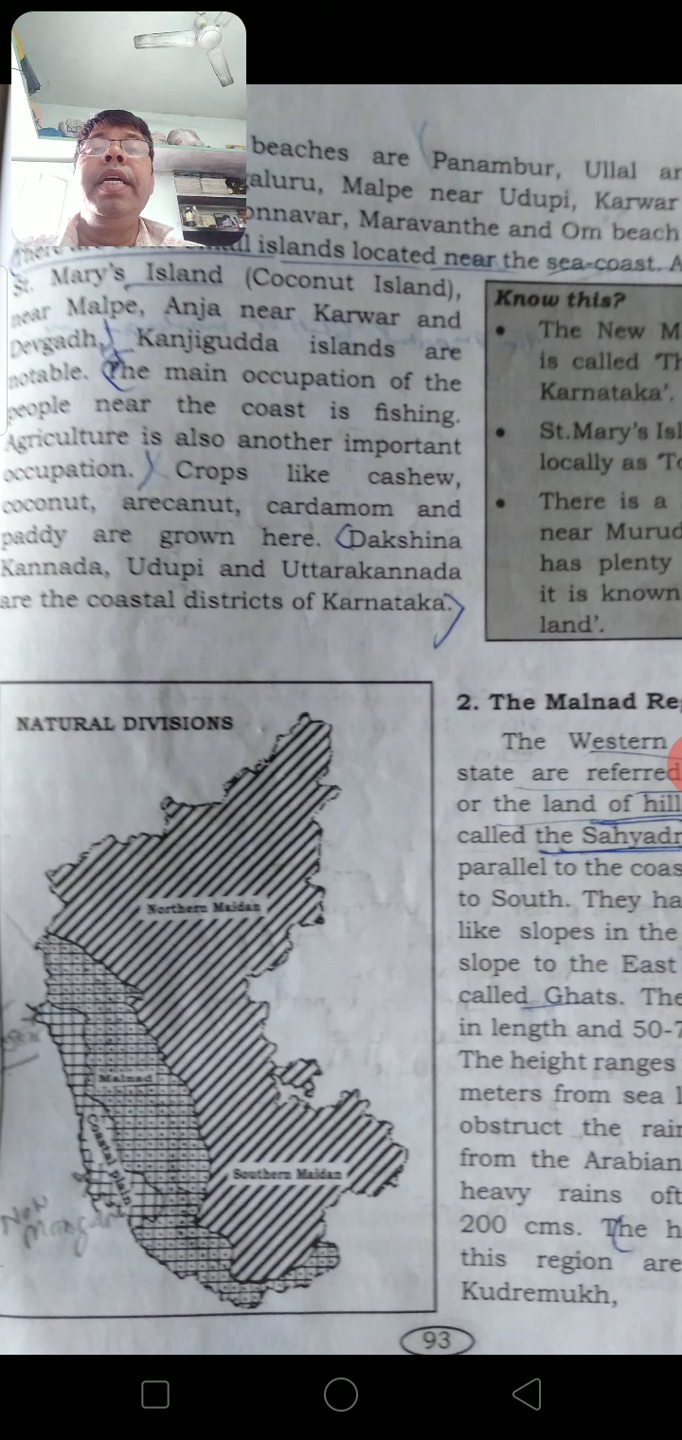 beaches are Panambur, Ullal
aluru, Malpe near Udupi, Karwar
onnavar, Maravanthe and Om beach
islands located near the sea-coast. A
St. Mary's Island (Coconut Island),
near Malpe, Anja near Karwar and
Devgadh, Kanjigudda islands are
notable. The main occupation of the
people near the coast is fishing.
Agriculture is also another important
occupation. Crops like cashew,
coconut, arecanut, cardamom and
paddy are grown here. Dakshina
Kannada, Udupi and Uttarakannada
are the coastal districts of Karnataka.
Know this?
• The New M
is called 'Th
Karnataka'.
• St.Mary's Isl
locally as 'To
• There is a
near Murud
has plenty
it is known
land'.
NATURAL DIVISIONS
Northern Maidan
Malnad
Coastal plain
Southern Maidan
New
2. The Malnad Re
The Western
state are referred
or the land of hill
called the Sahyadr
parallel to the coas
to South. They ha
like slopes in the
slope to the East
called Ghats. The
in length and 50-7
The height ranges
meters from sea l
obstruct the rain
from the Arabian
heavy rains oft
200 cms. The h
this region are
Kudremukh,
93